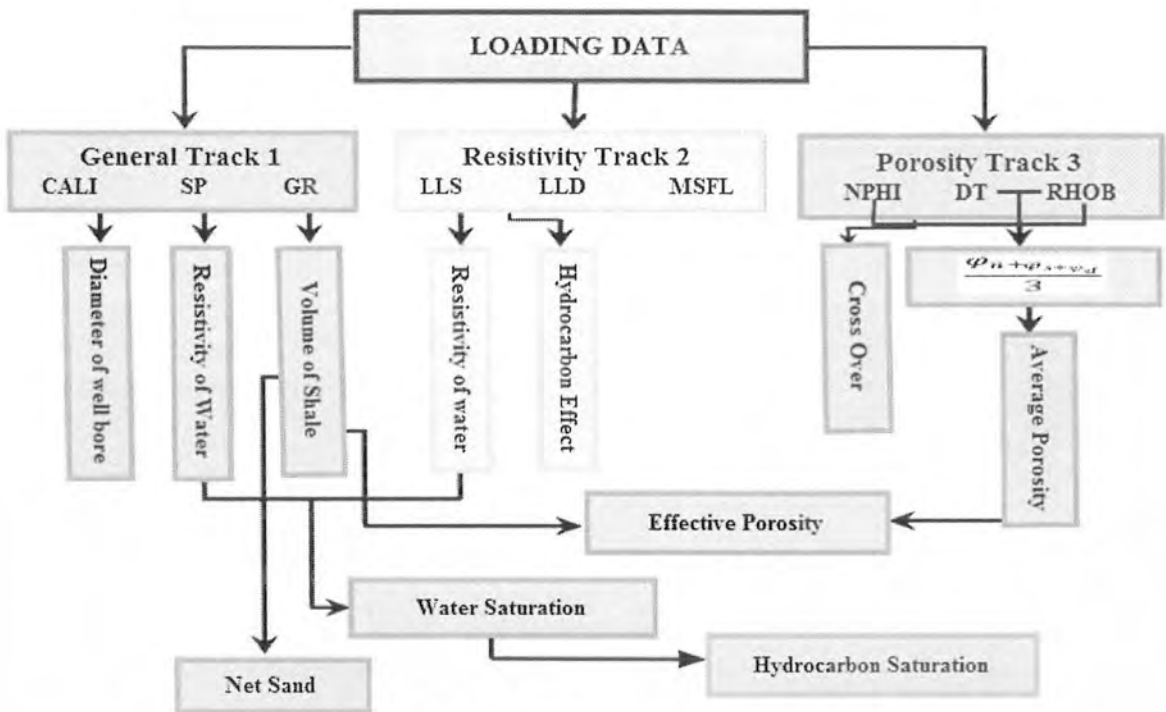 LOADING DATA
General Track 1
CALI SP GR
Resistivity Track 2
LLS LLD MSFL
Porosity Track 3
NPHI DT RHOB
Diameter of well bore
Resistivity of Water
Volume of Shale
Resistivity of water
Hydrocarbon Effect
Cross Over
3
Average Porosity
Effective Porosity
Water Saturation
Hydrocarbon Saturation
Net Sand